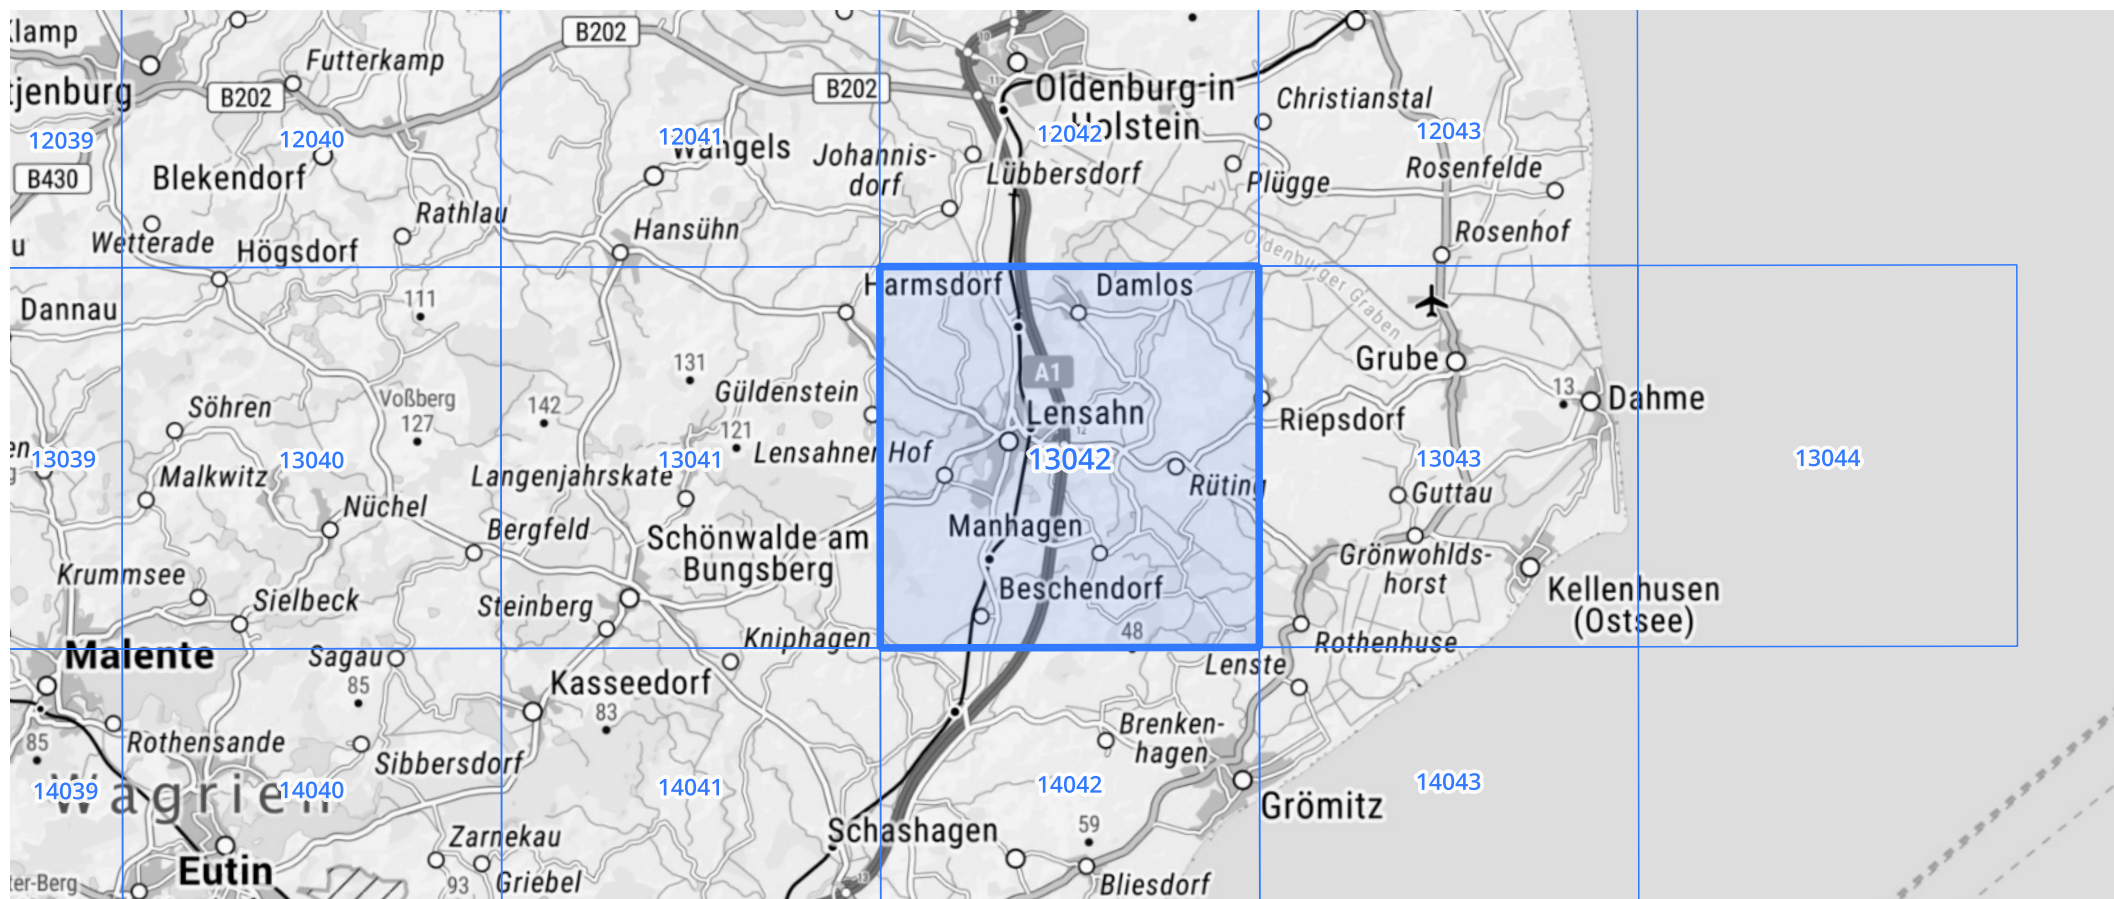 Klamp
Futterkamp
B202
B202
B202
10
11
Oldenburg-in
Holstein
Christianstal
12039
12040
12041
12042
12043
B430
Blekendorf
Wangels
Johannis-
dorf
Lübbersdorf
Plügge
Rosenfelde
Rathlau
Wetterade
Högsdorf
Hansühn
Rosenhof
Oldenburger Graben
Dannau
111
Harmsdorf
Damlos
A1
Grube
131
Voßberg
127
142
Güldenstein
121
Söhren
Lensahn
12
Riepsdorf
13
Dahme
13039
13040
13041
Lensahner Hof
13042
13043
13044
Malkwitz
Langenjahrskate
Rüting
Guttau
Nüchel
Bergfeld
Schönwalde am
Bungsberg
Manhagen
Grönwohlds-
horst
Krummsee
Sielbeck
Steinberg
Beschendorf
Kellenhusen
(Ostsee)
Malente
Sagau
Kniphagen
48
Rothenhuse
Lenste
85
Kasseedorf
83
Brenken-
hagen
85
Rothensande
Sibbersdorf
Wagrien
14039
14040
14041
14042
14043
Grömitz
Zarnekau
Schashagen
59
Eutin
93
Griebel
13
Bliesdorf